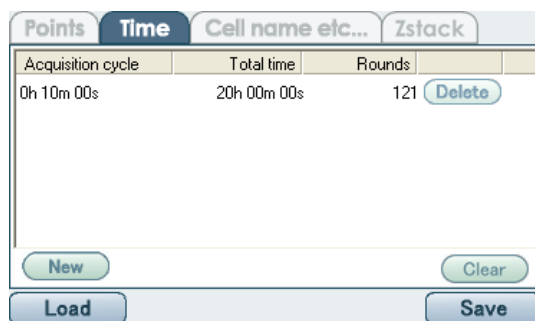 Points Time Cell name etc... Zstack
Acquisition cycle Total time Rounds
0h 10m 00s 20h 00m 00s 121 Delete
New Clear
Load Save